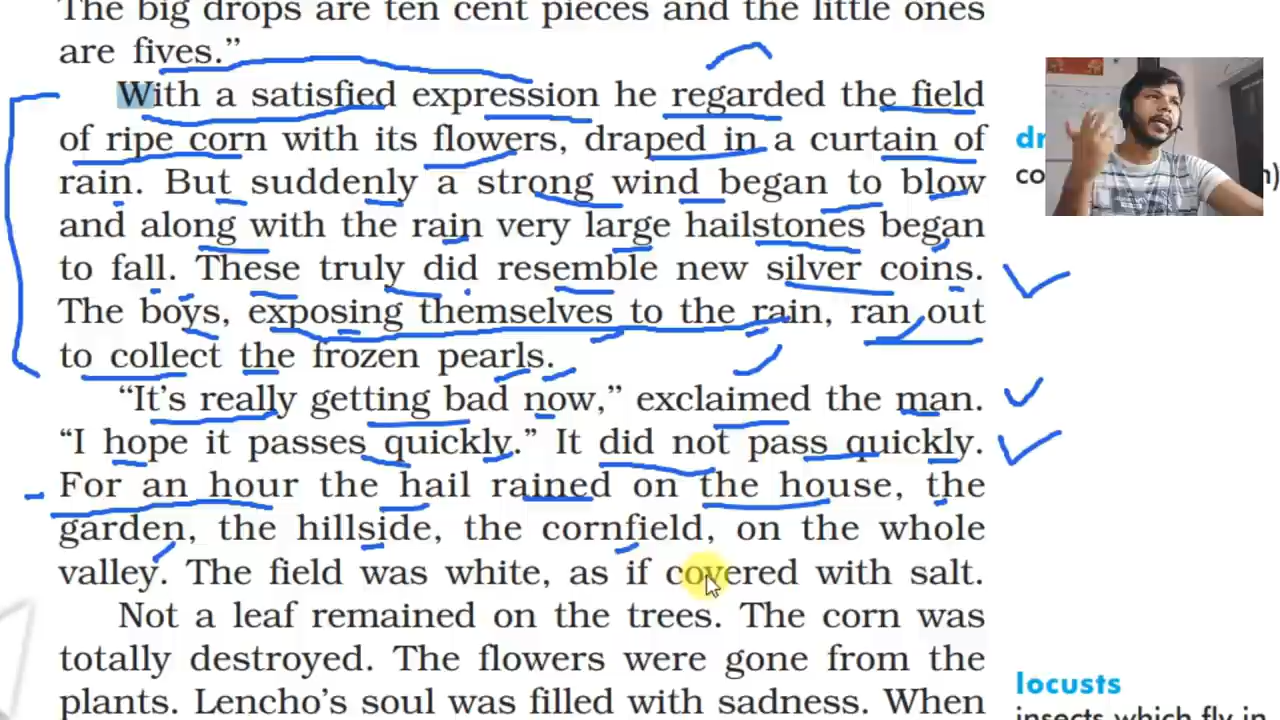 The big drops are ten cent pieces and the little ones
are fives.”
With a satisfied expression he regarded the field
of ripe corn with its flowers, draped in a curtain of
rain. But suddenly a strong wind began to blow
and along with the rain very large hailstones began
to fall. These truly did resemble new silver coins.
The boys, exposing themselves to the rain, ran out
to collect the frozen pearls.
“It’s really getting bad now,” exclaimed the man.
“I hope it passes quickly.” It did not pass quickly.
For an hour the hail rained on the house, the
garden, the hillside, the cornfield, on the whole
valley. The field was white, as if covered with salt.
Not a leaf remained on the trees. The corn was
totally destroyed. The flowers were gone from the
plants. Lencho’s soul was filled with sadness. When
locusts
insects which fly in